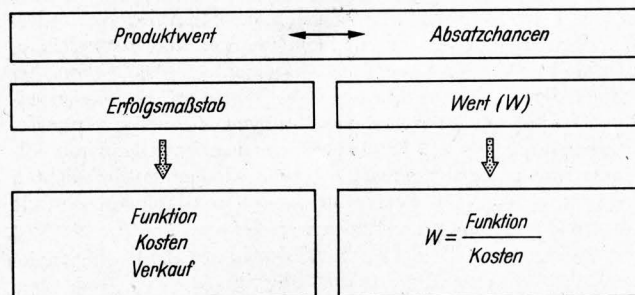 Produktwert ↔ Absatzchancen
Erfolgsmaßstab
Wert (W)
Funktion
Kosten
Verkauf
W = Funktion / Kosten